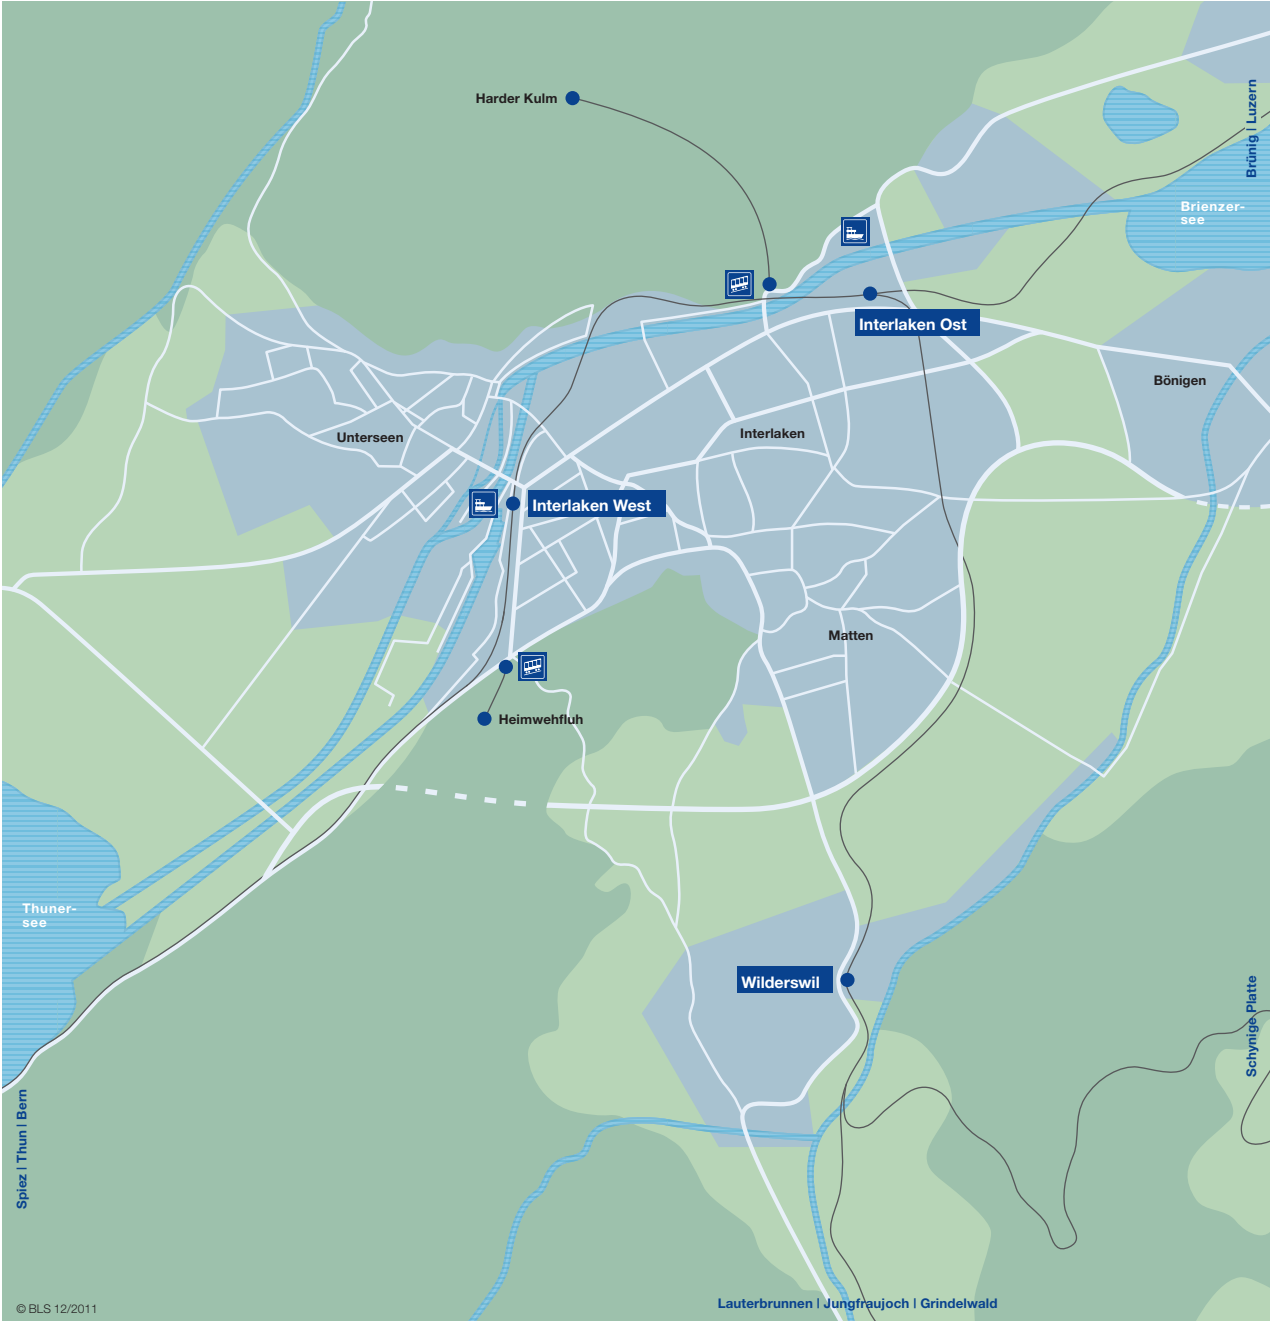 Harder Kulm
Brünig | Luzern
Brienzer-
see
Interlaken Ost
Bönigen
Unterseen
Interlaken
Interlaken West
Matten
Heimwehfluh
Thuner-
see
Wilderswil
Schynige Platte
Spiez | Thun | Bern
Lauterbrunnen | Jungfraujoch | Grindelwald
© BLS 12/2011